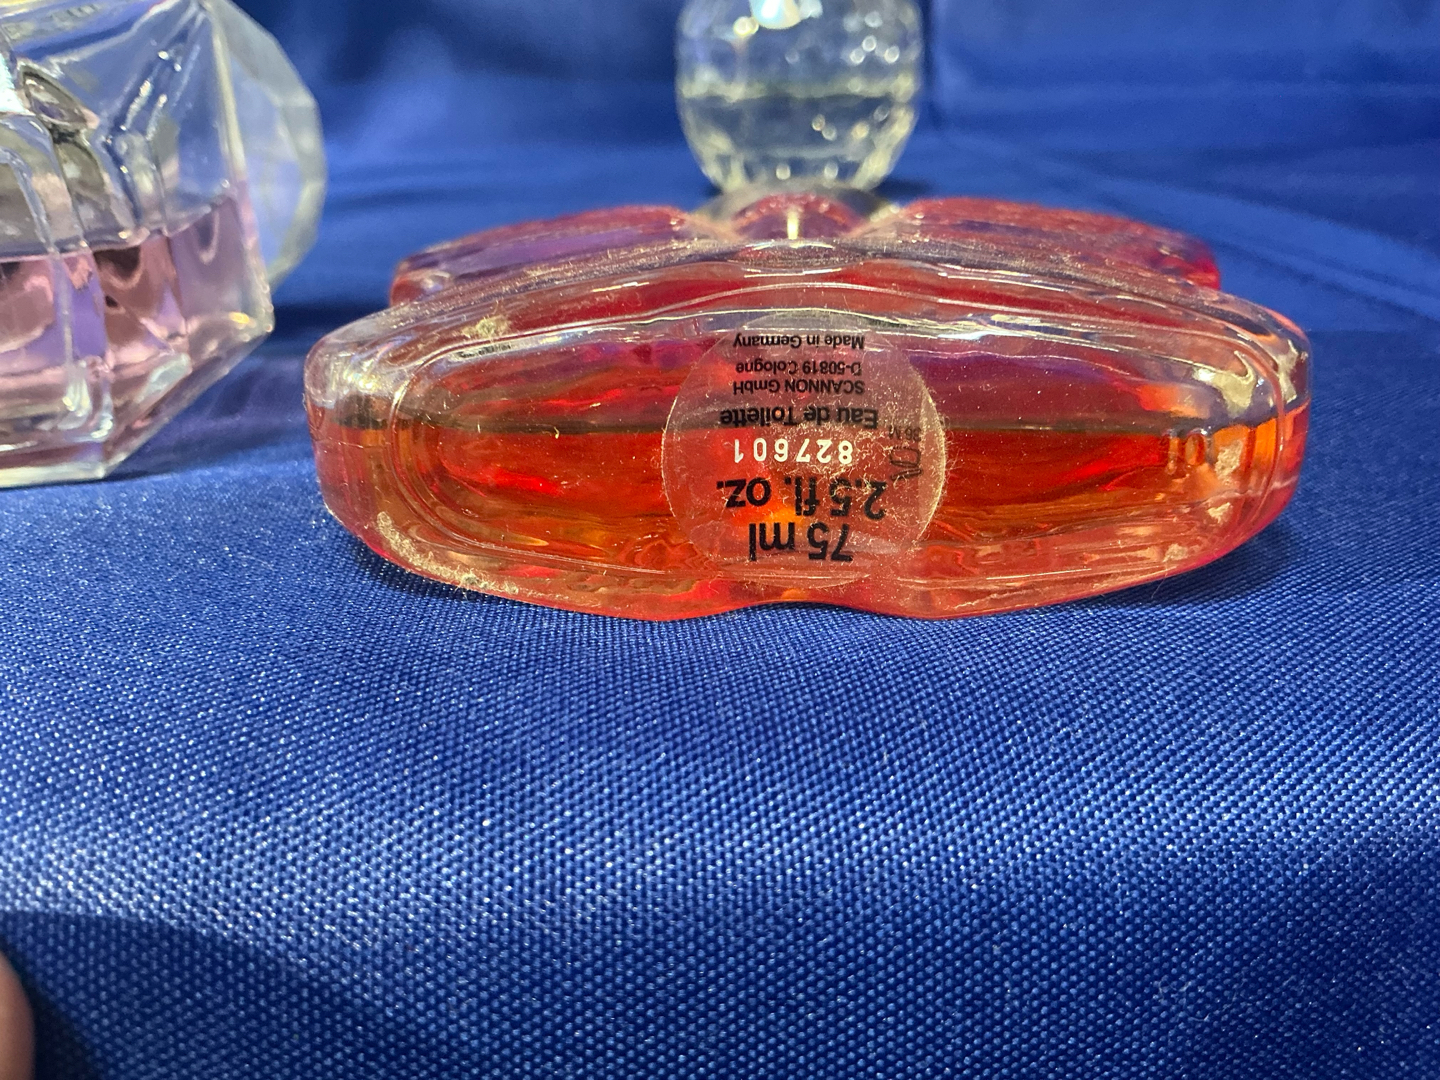 75 ml
2.5 fl. oz.
827601
Eau de Toilette
SCANNON GmbH
D-50819 Cologne
Made in Germany